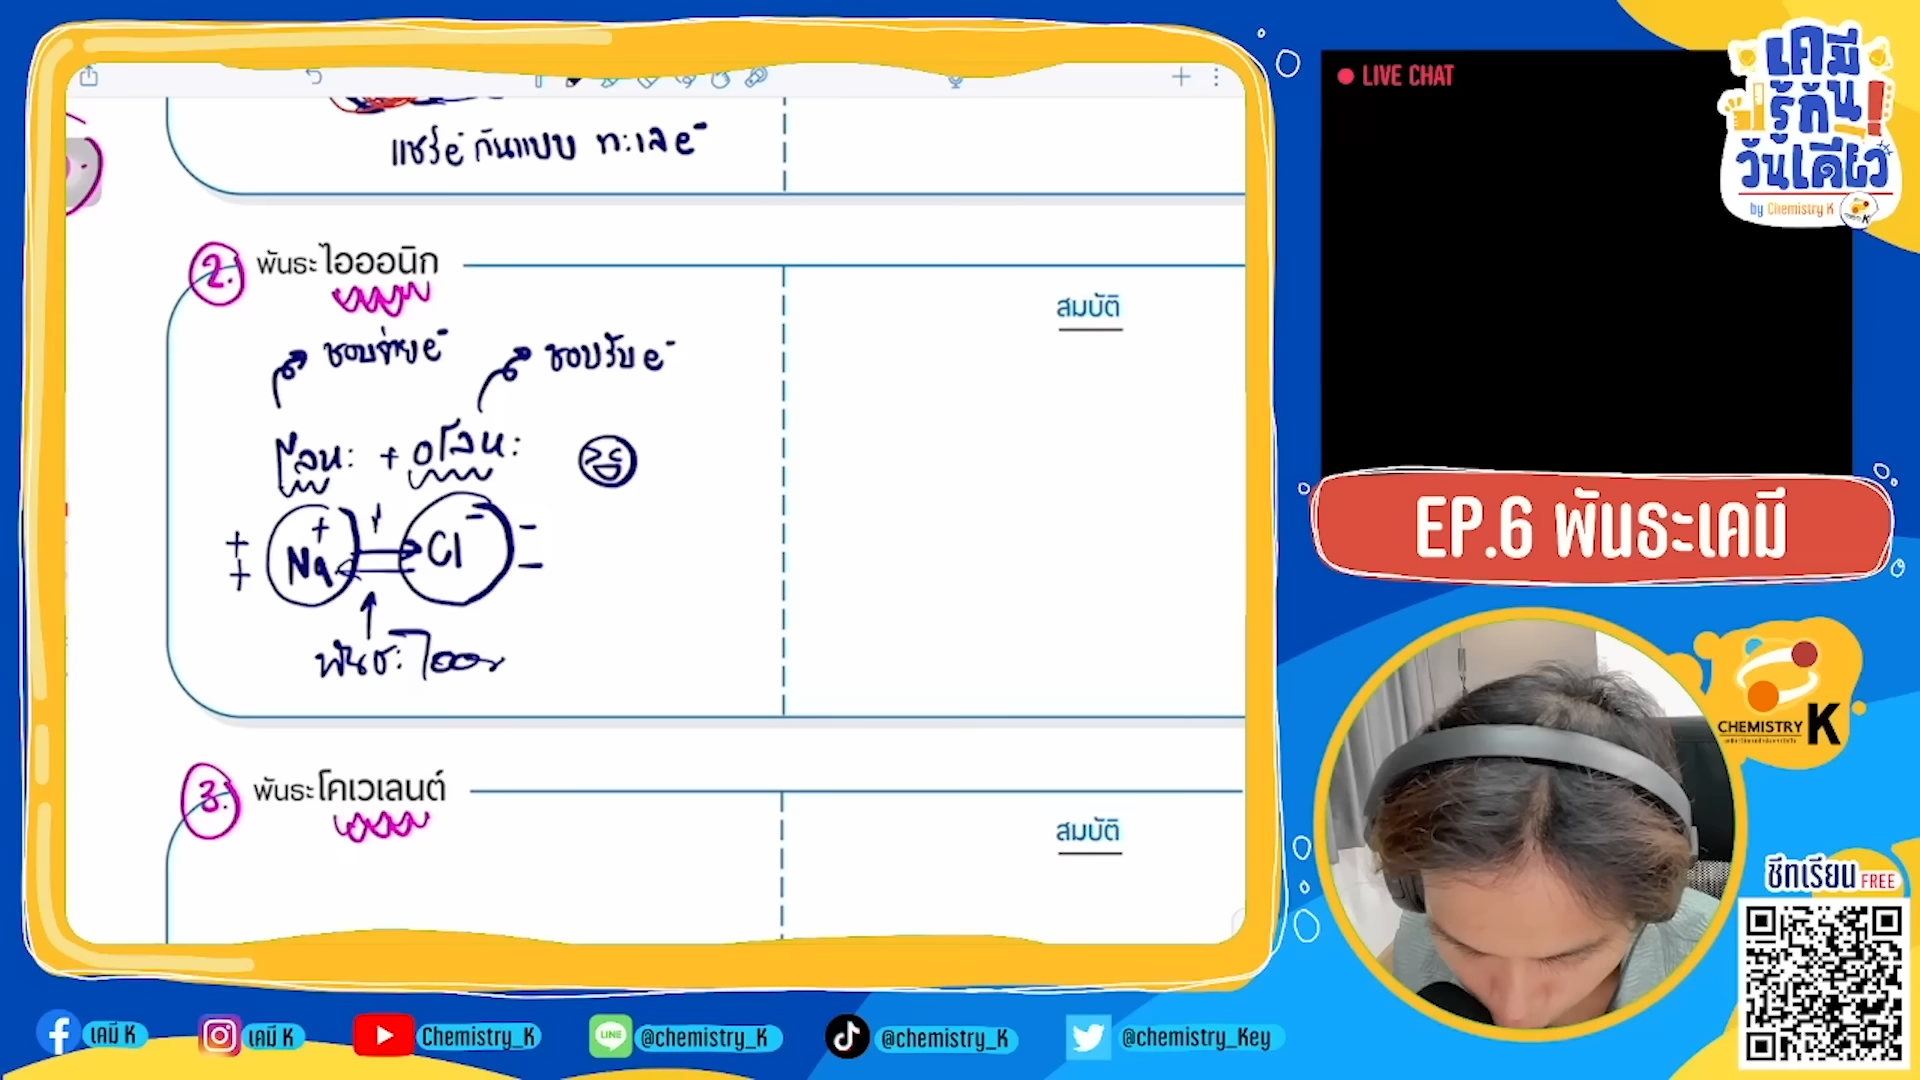 แชร์e⁻ กันแบบ ทะเลe⁻
2. พันธะไอออนิก
สมบัติ
ชอบจ่ายe⁻
ชอบรับe⁻
โลหะ + อโลหะ
+ + Na⁺ Cl⁻ - -
พันธะไออ
3. พันธะโคเวเลนต์
สมบัติ
LIVE CHAT
เคมี
รู้กัน!
วันเดียว
by Chemistry K
EP.6 พันธะเคมี
CHEMISTRY K
ชีทเรียน FREE
เคมี K
เคมี K
Chemistry_K
LINE
@chemistry_K
@chemistry_K
@chemistry_Key